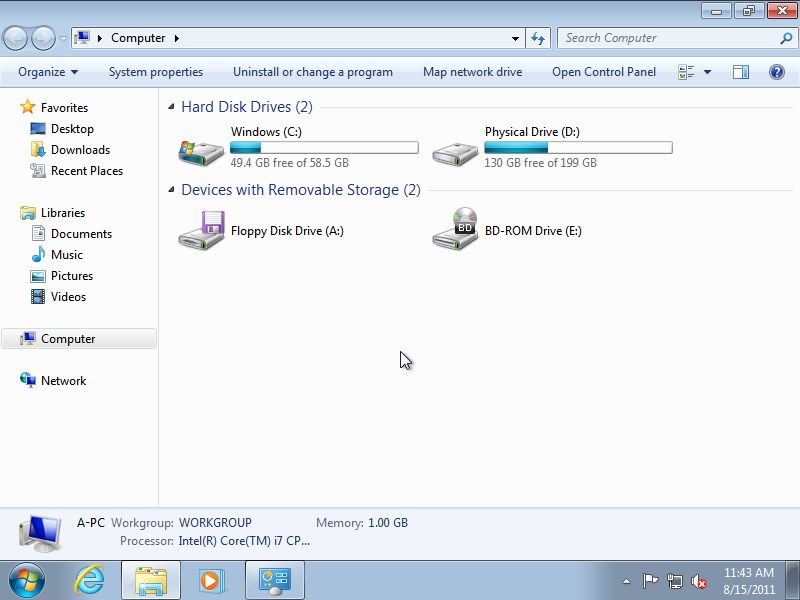 Computer
Search Computer
Organize System properties Uninstall or change a program Map network drive Open Control Panel
Favorites
Desktop
Downloads
Recent Places
Libraries
Documents
Music
Pictures
Videos
Computer
Network
Hard Disk Drives (2)
Windows (C:)
49.4 GB free of 58.5 GB
Physical Drive (D:)
130 GB free of 199 GB
Devices with Removable Storage (2)
Floppy Disk Drive (A:)
BD
BD-ROM Drive (E:)
A-PC Workgroup: WORKGROUP Memory: 1.00 GB
Processor: Intel(R) Core(TM) i7 CP...
11:43 AM
8/15/2011